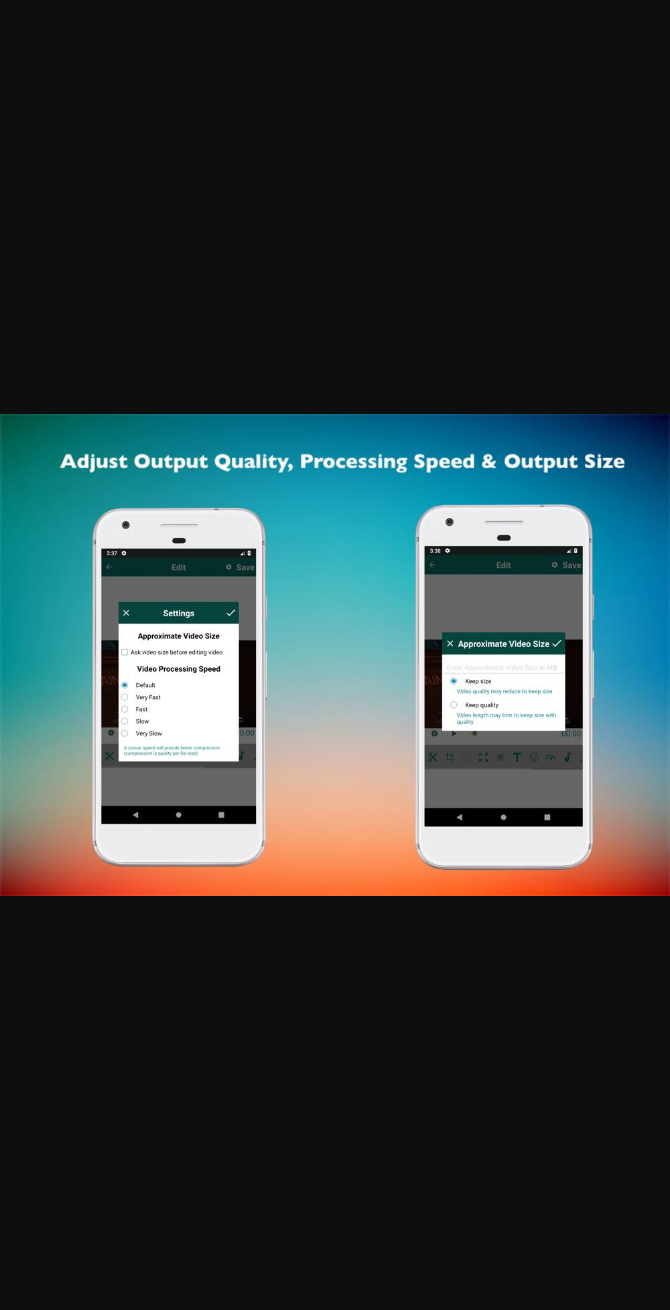 Adjust Output Quality, Processing Speed & Output Size
3:37
Edit
Save
Settings
Approximate Video Size
Ask video size before editing video
Video Processing Speed
Default
Very Fast
Fast
Slow
Very Slow
A slower speed will provide better compression
(compression is quality per file size)
3:38
Edit
Save
Approximate Video Size
Enter Approximate Video Size in MB
Keep size
Video quality may reduce to keep size
Keep quality
Video length may trim to keep size with
quality
00:00